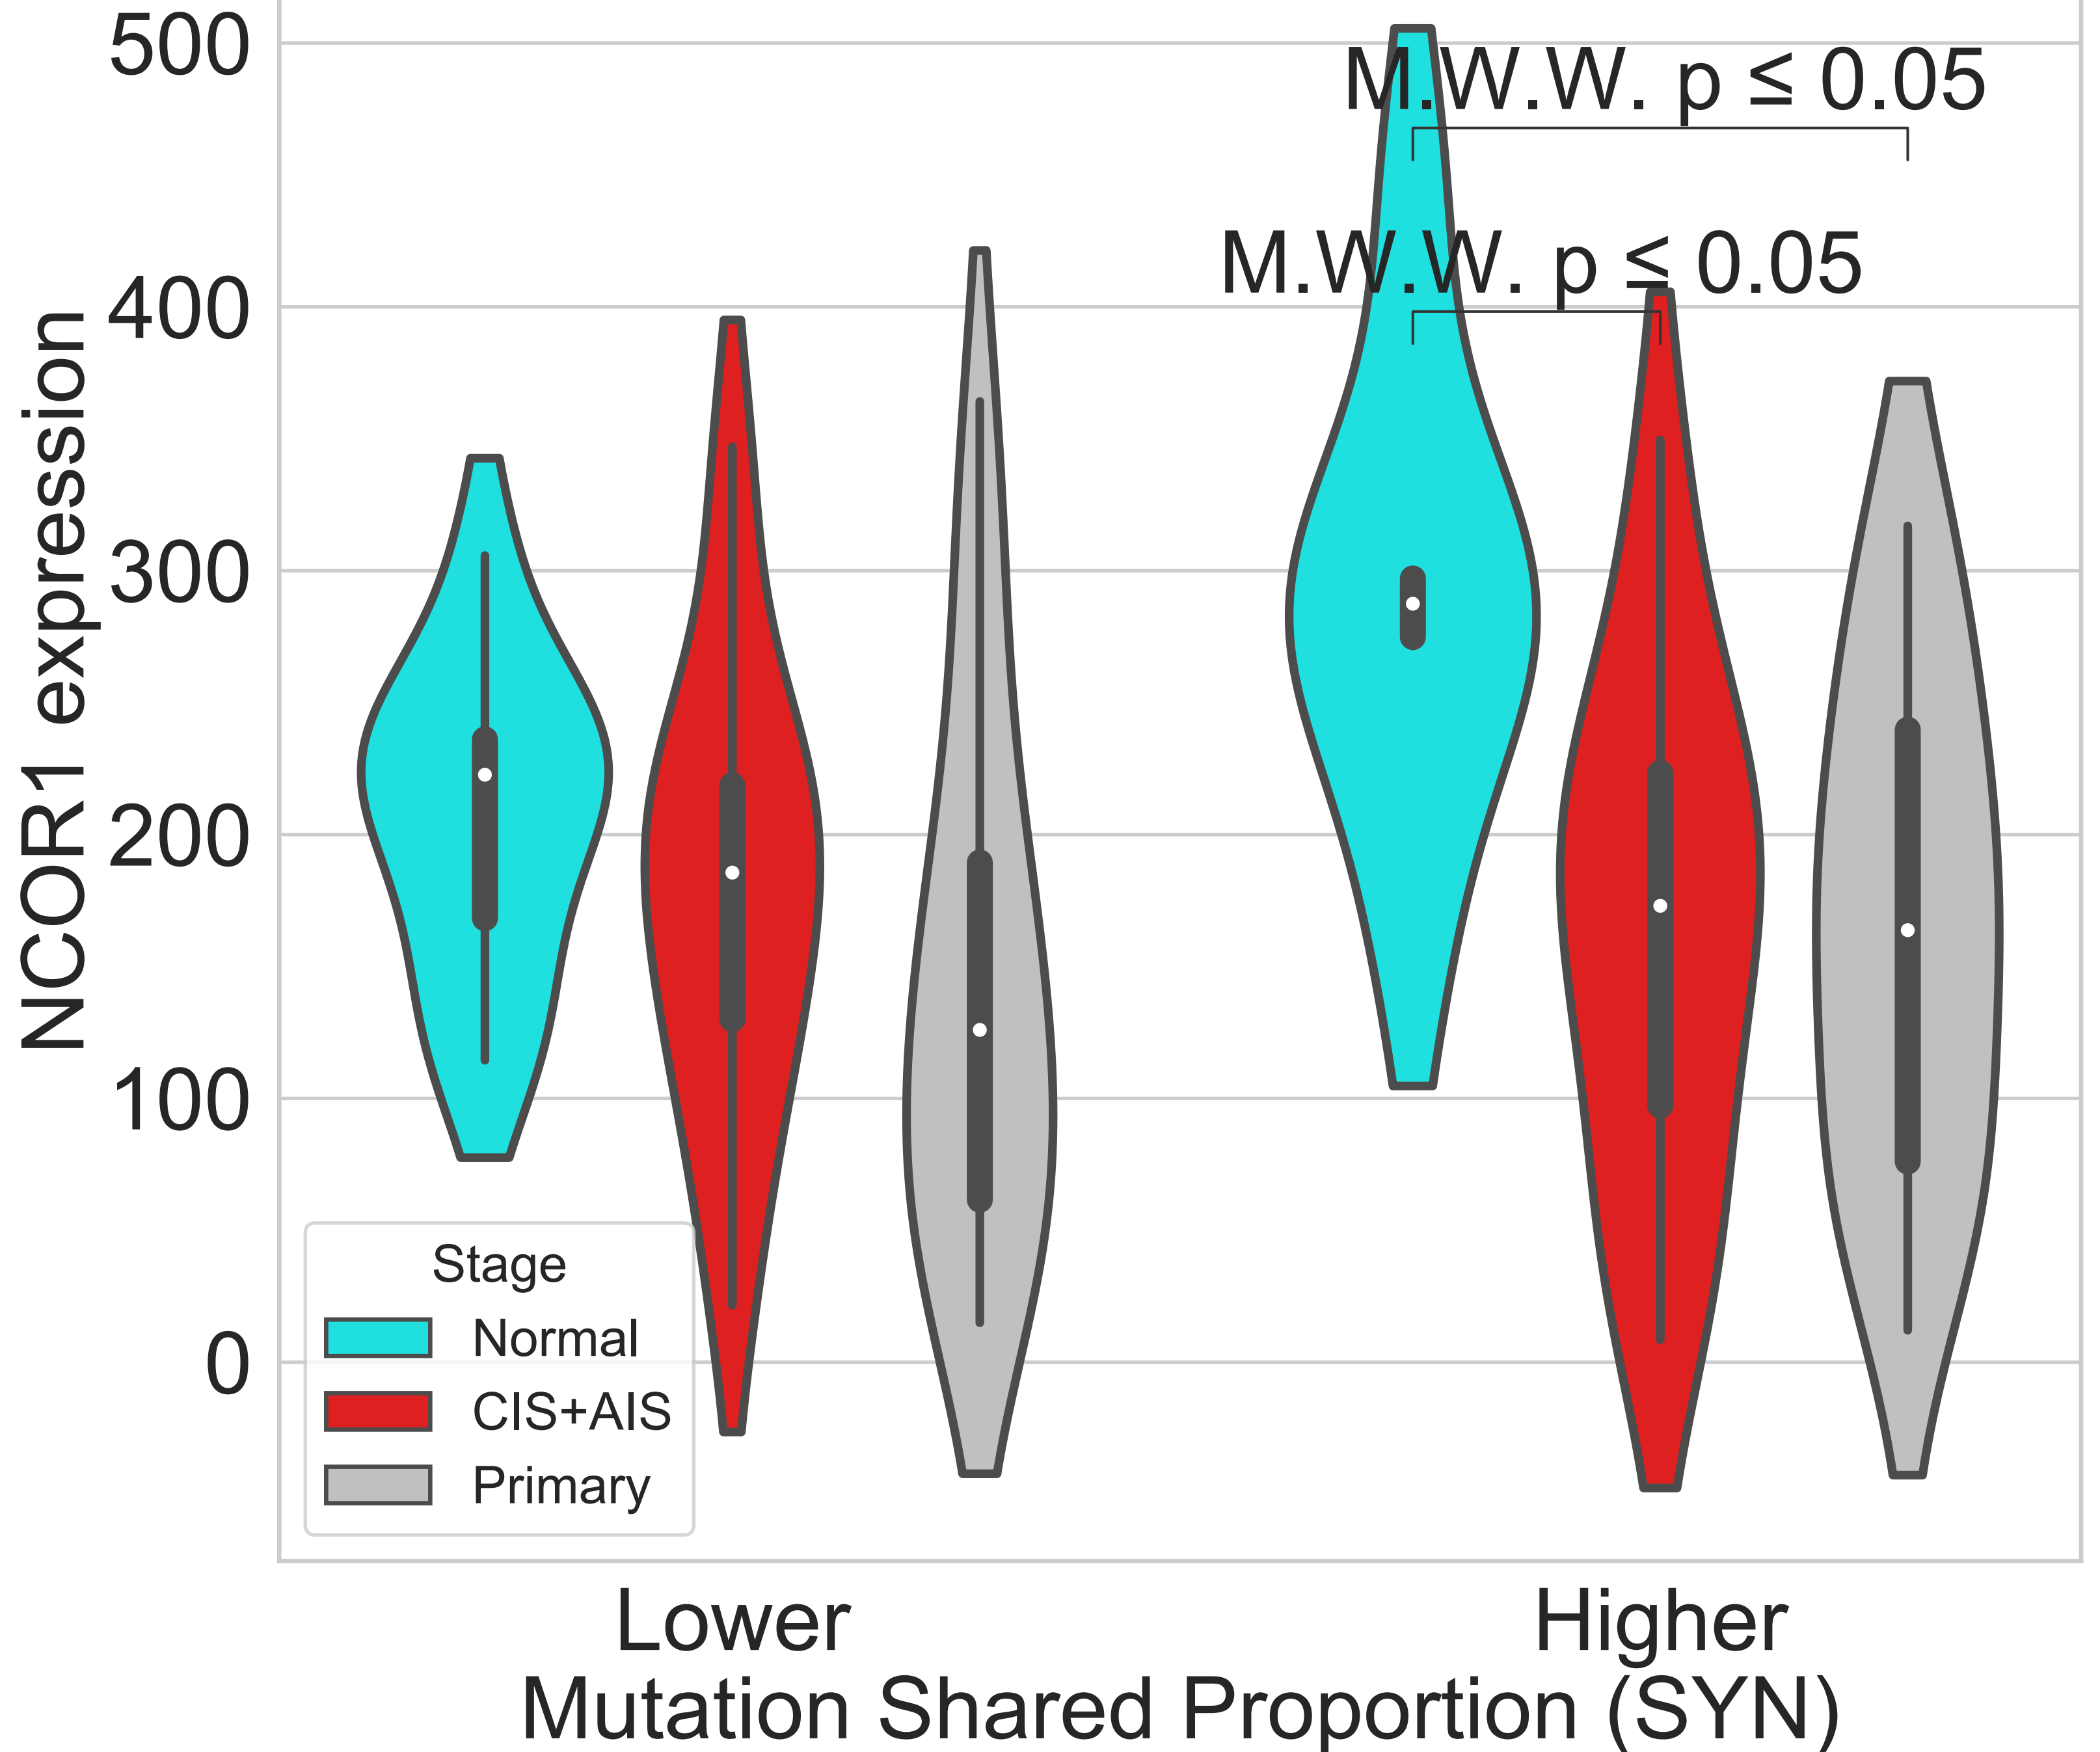 NCOR1 expression
500
400
300
200
100
0
M.W.W. p ≤ 0.05
M.W.W. p ≤ 0.05
Stage
Normal
CIS+AIS
Primary
Lower
Higher
Mutation Shared Proportion (SYN)